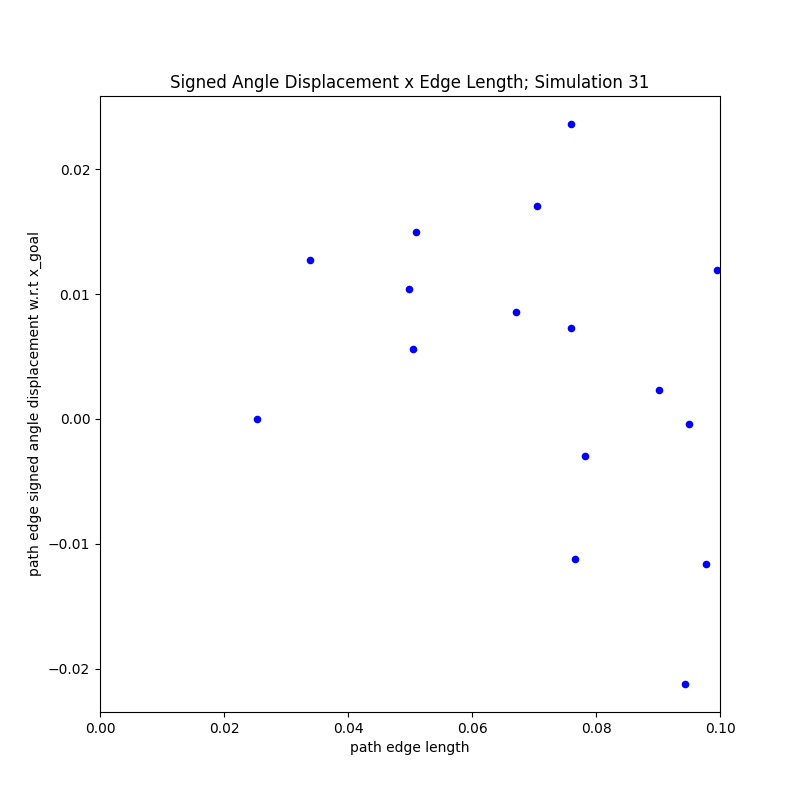 Signed Angle Displacement x Edge Length; Simulation 31
path edge signed angle displacement w.r.t x_goal
0.02
0.01
0.00
−0.01
−0.02
0.00 0.02 0.04 0.06 0.08 0.10
path edge length